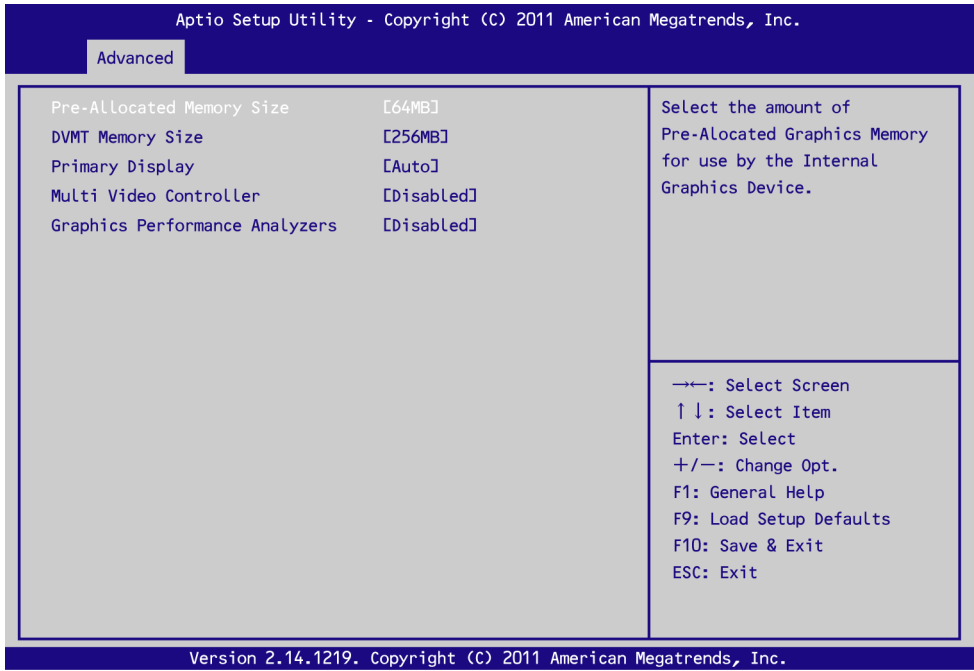 Aptio Setup Utility - Copyright (C) 2011 American Megatrends, Inc.
Advanced
Pre-Allocated Memory Size [64MB]
DVMT Memory Size [256MB]
Primary Display [Auto]
Multi Video Controller [Disabled]
Graphics Performance Analyzers [Disabled]
Select the amount of
Pre-Alocated Graphics Memory
for use by the Internal
Graphics Device.
→←: Select Screen
↑↓: Select Item
Enter: Select
+/-: Change Opt.
F1: General Help
F9: Load Setup Defaults
F10: Save & Exit
ESC: Exit
Version 2.14.1219. Copyright (C) 2011 American Megatrends, Inc.